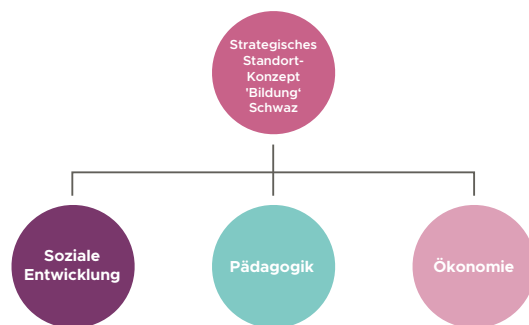 Strategisches
Standort-
Konzept
'Bildung'
Schwaz
Soziale
Entwicklung
Pädagogik
Ökonomie